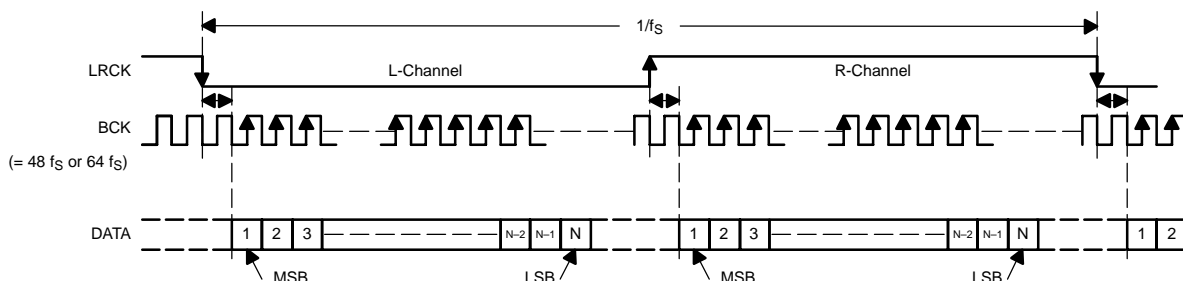 1/fS
LRCK
L-Channel
R-Channel
BCK
(= 48 fS or 64 fS)
DATA
1 2 3 N–2 N–1 N 1 2 3 N–2 N–1 N 1 2
MSB LSB MSB LSB